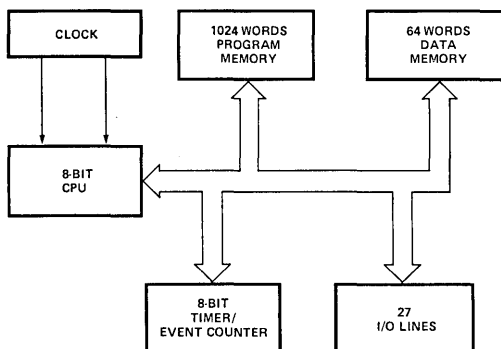 CLOCK
1024 WORDS
PROGRAM
MEMORY
64 WORDS
DATA
MEMORY
8-BIT
CPU
8-BIT
TIMER/
EVENT COUNTER
27
I/O LINES